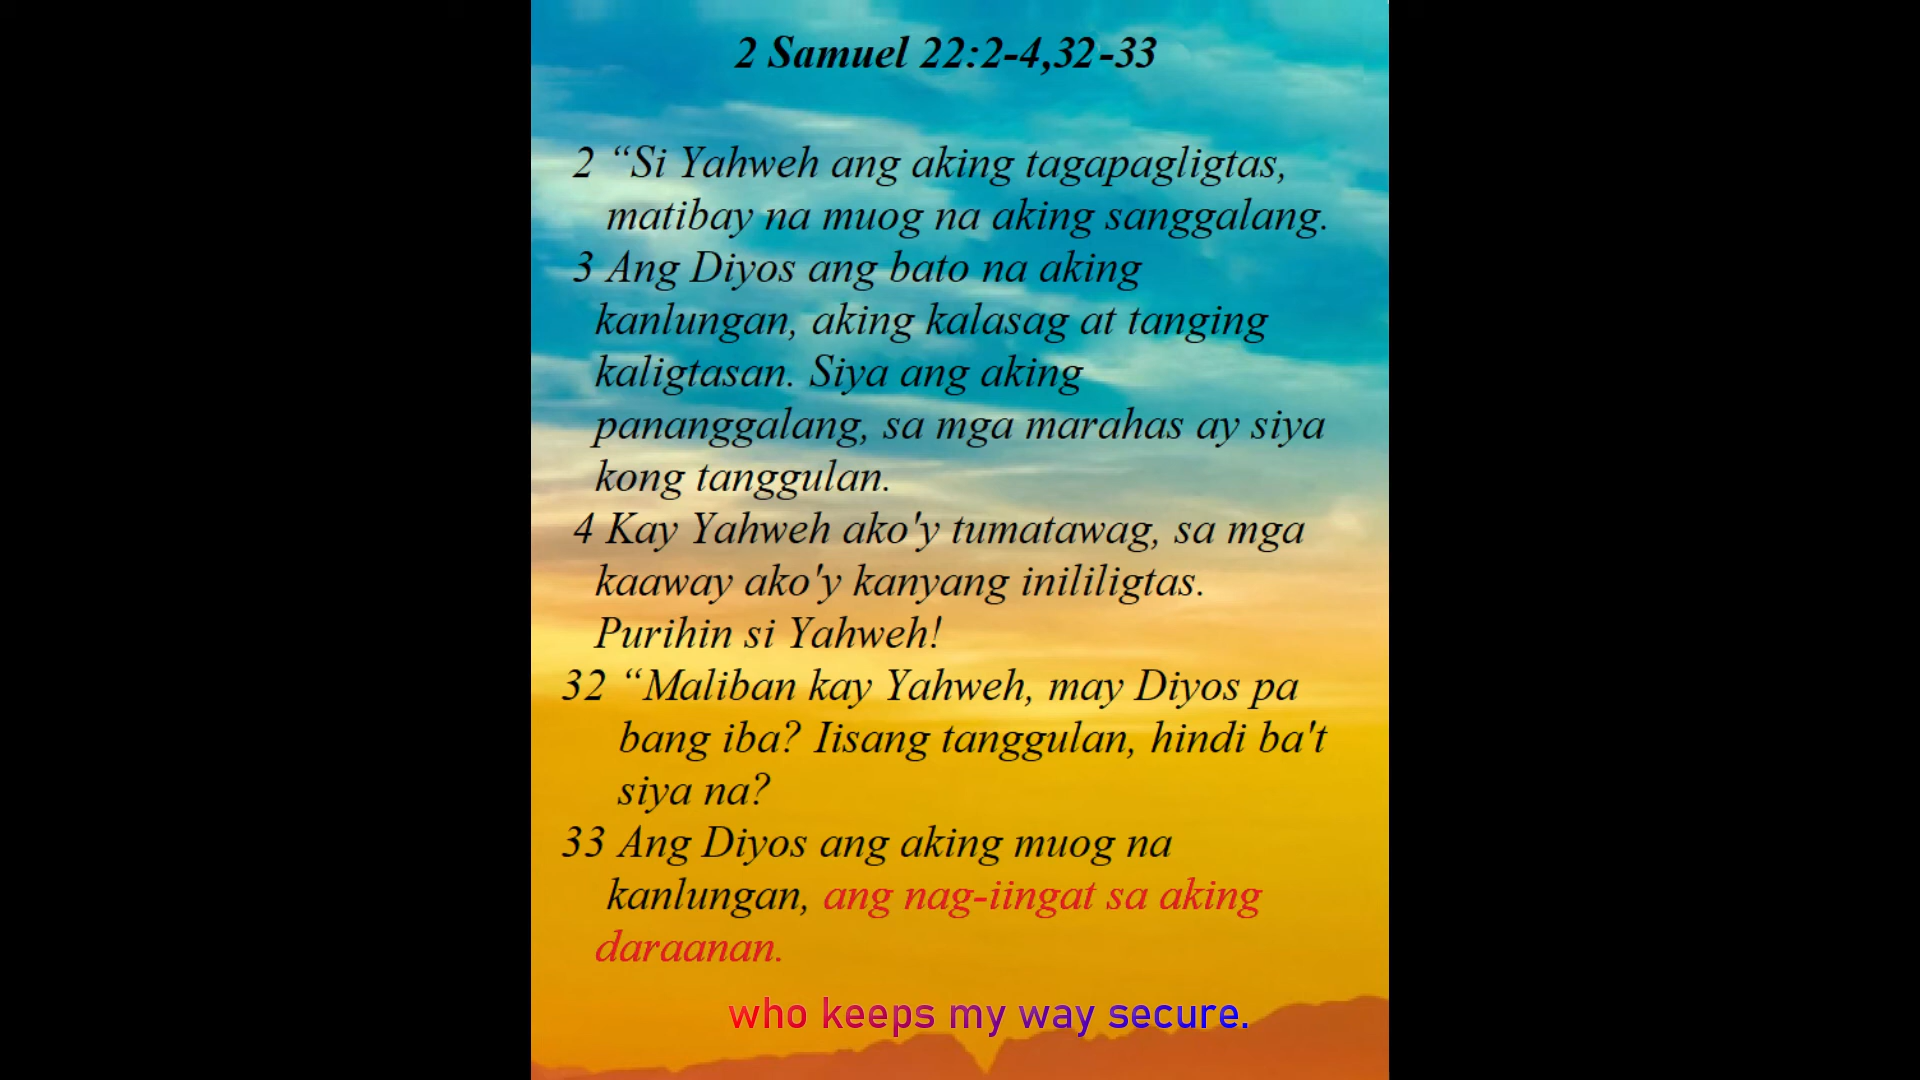 2 Samuel 22:2-4,32-33
2 “Si Yahweh ang aking tagapagligtas,
matibay na muog na aking sanggalang.
3 Ang Diyos ang bato na aking
kanlungan, aking kalasag at tanging
kaligtasan. Siya ang aking
pananggalang, sa mga marahas ay siya
kong tanggulan.
4 Kay Yahweh ako'y tumatawag, sa mga
kaaway ako'y kanyang inililigtas.
Purihin si Yahweh!
32 “Maliban kay Yahweh, may Diyos pa
bang iba? Iisang tanggulan, hindi ba't
siya na?
33 Ang Diyos ang aking muog na
kanlungan, ang nag-iingat sa aking
daraanan.
who keeps my way secure.